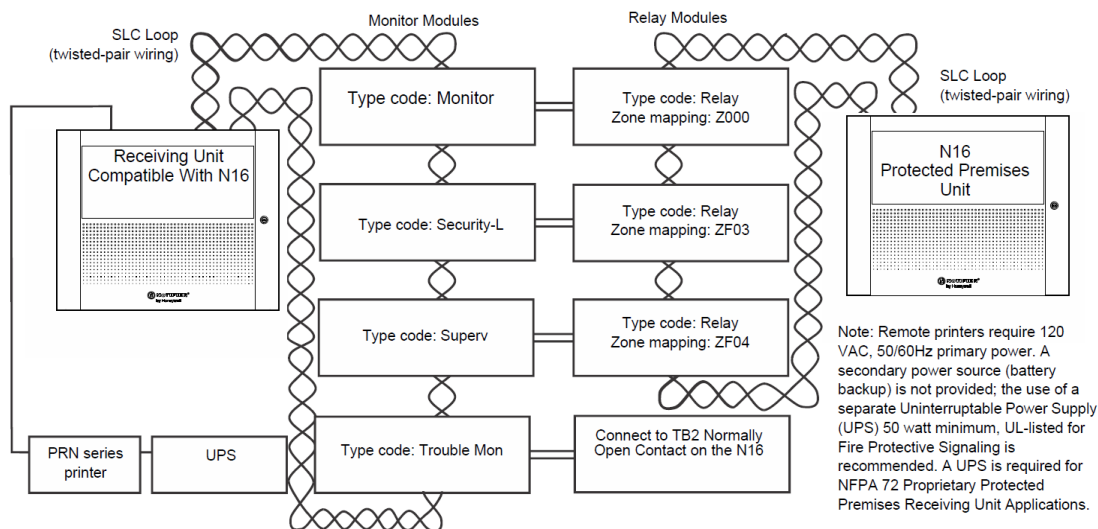 Monitor Modules
Relay Modules
SLC Loop
(twisted-pair wiring)
SLC Loop
(twisted-pair wiring)
Type code: Monitor
Type code: Relay
Zone mapping: Z000
Receiving Unit
Compatible With N16
N16
Protected Premises
Unit
Type code: Security-L
Type code: Relay
Zone mapping: ZF03
NOTIFIER®
by Honeywell
NOTIFIER®
by Honeywell
Type code: Superv
Type code: Relay
Zone mapping: ZF04
Note: Remote printers require 120
VAC, 50/60Hz primary power. A
secondary power source (battery
backup) is not provided; the use of a
separate Uninterruptable Power Supply
(UPS) 50 watt minimum, UL-listed for
Fire Protective Signaling is
recommended. A UPS is required for
NFPA 72 Proprietary Protected
Premises Receiving Unit Applications.
PRN series
printer
UPS
Type code: Trouble Mon
Connect to TB2 Normally
Open Contact on the N16